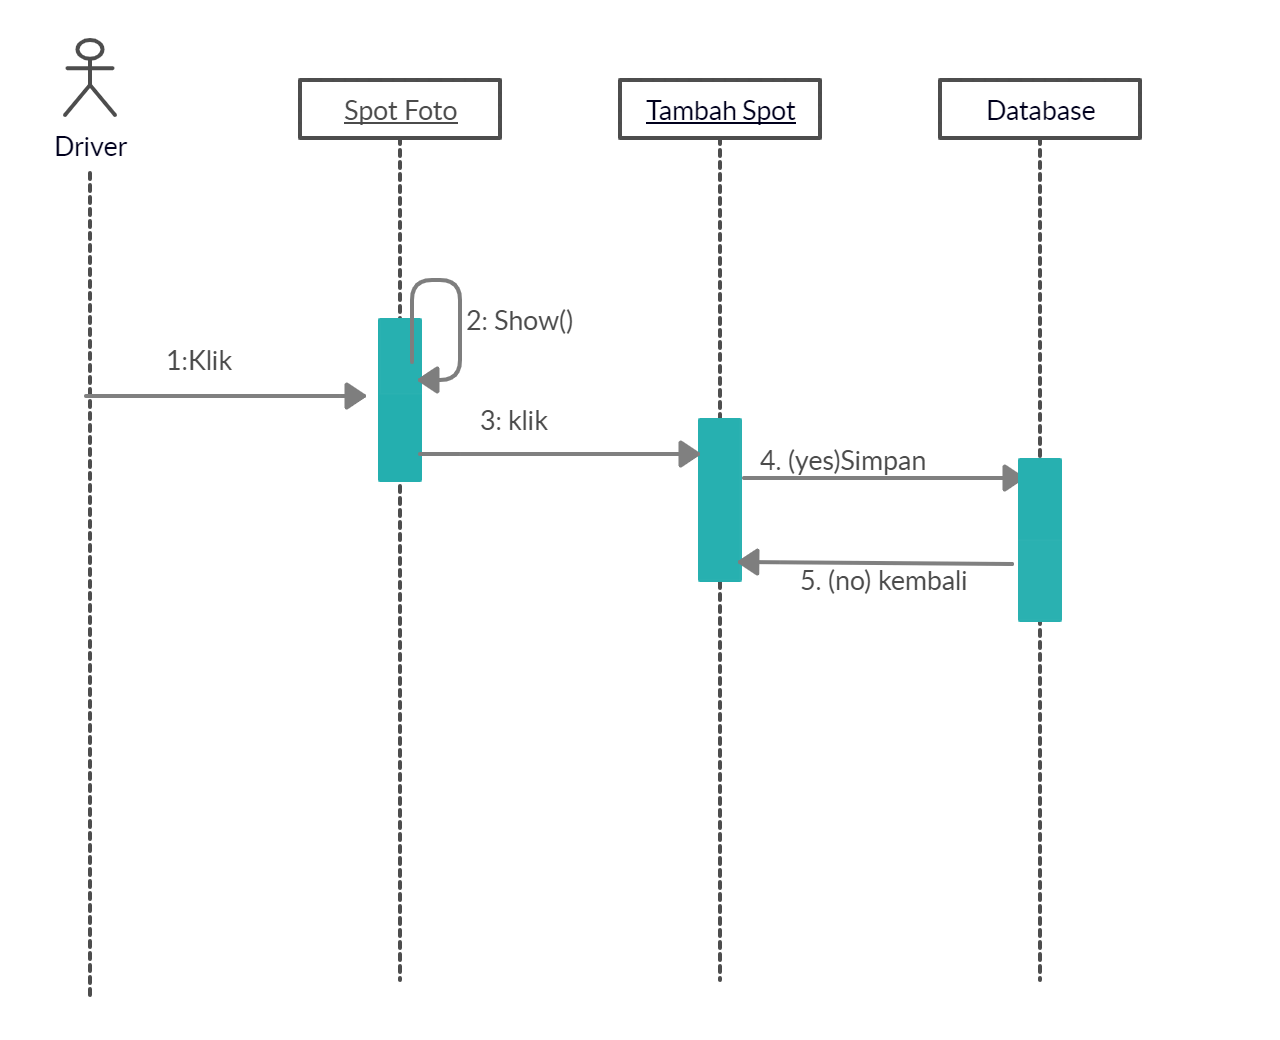 Driver
Spot Foto
Tambah Spot
Database
2: Show()
1:Klik
3: klik
4. (yes)Simpan
5. (no) kembali